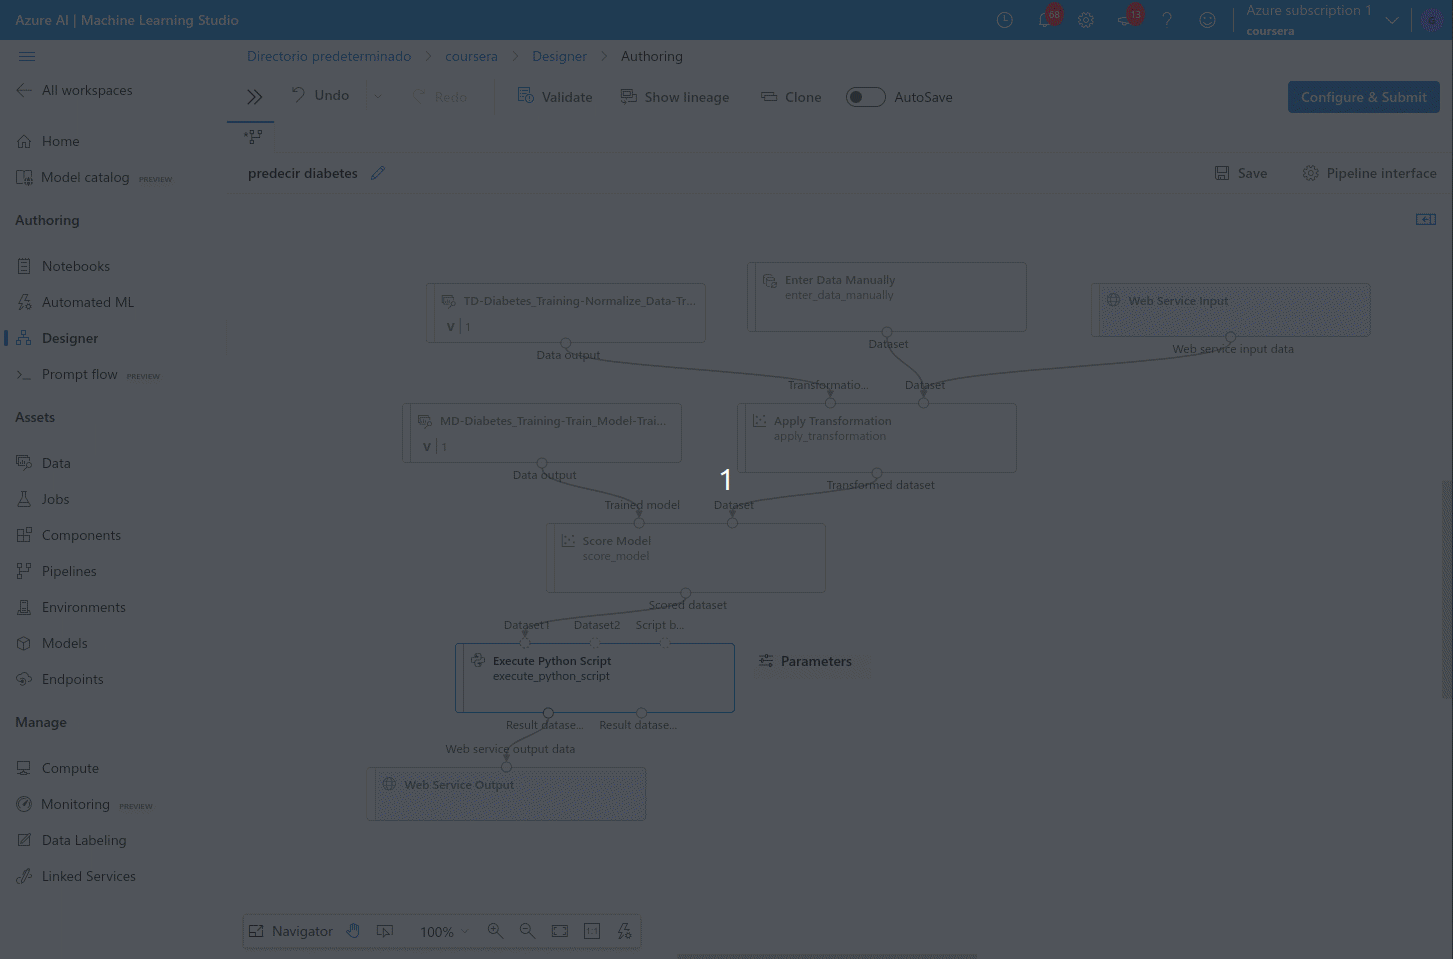 Azure AI | Machine Learning Studio
68
13
?
Azure subscription 1
coursera
All workspaces
Home
Model catalog PREVIEW
Authoring
Notebooks
Automated ML
Designer
Prompt flow PREVIEW
Assets
Data
Jobs
Components
Pipelines
Environments
Models
Endpoints
Manage
Compute
Monitoring PREVIEW
Data Labeling
Linked Services
Directorio predeterminado > coursera > Designer > Authoring
Undo
Redo
Validate
Show lineage
Clone
AutoSave
Configure & Submit
predecir diabetes
Save
Pipeline interface
TD-Diabetes_Training-Normalize_Data-Tr...
V | 1
Data output
Enter Data Manually
enter_data_manually
Dataset
Web Service Input
Web service input data
Transformatio...
Dataset
MD-Diabetes_Training-Train_Model-Trai...
V | 1
Data output
Apply Transformation
apply_transformation
Transformed dataset
1
Trained model
Dataset
Score Model
score_model
Scored dataset
Dataset1
Dataset2
Script b...
Execute Python Script
execute_python_script
Parameters
Result datase...
Result datase...
Web service output data
Web Service Output
Navigator
100%
1:1